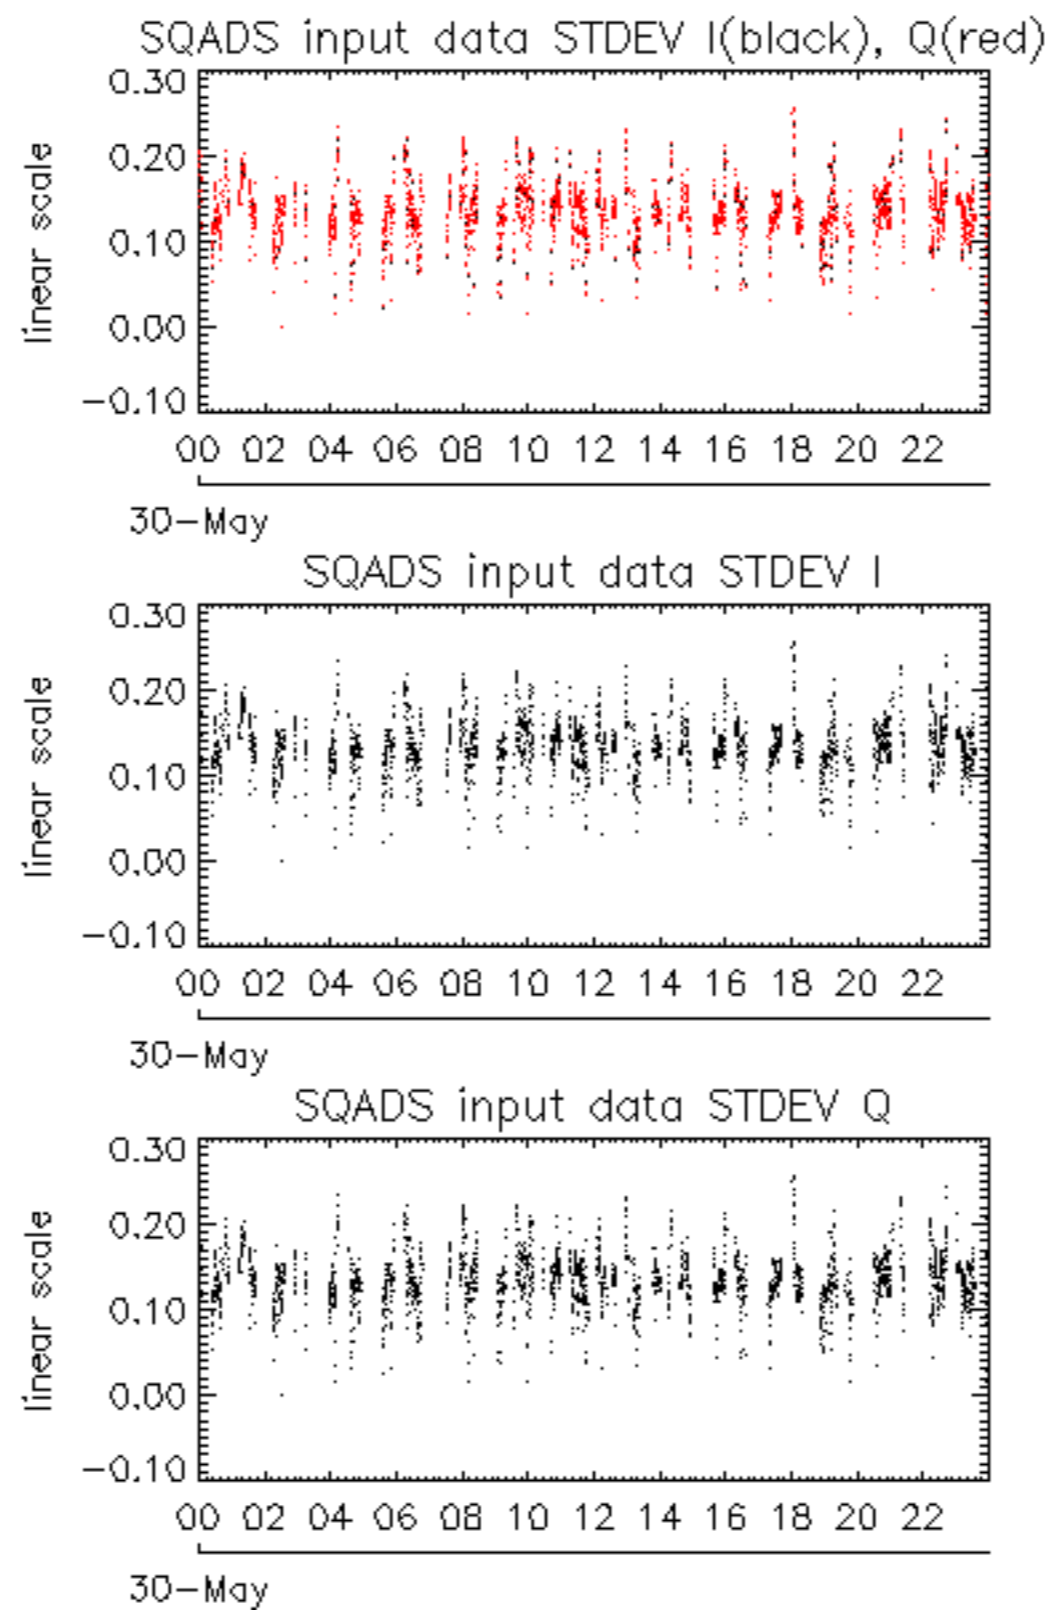 SQADS input data STDEV I(black), Q(red)
linear scale
0.30
0.20
0.10
0.00
−0.10
00 02 04 06 08 10 12 14 16 18 20 22
30−May
SQADS input data STDEV I
linear scale
0.30
0.20
0.10
0.00
−0.10
00 02 04 06 08 10 12 14 16 18 20 22
30−May
SQADS input data STDEV Q
linear scale
0.30
0.20
0.10
0.00
−0.10
00 02 04 06 08 10 12 14 16 18 20 22
30−May